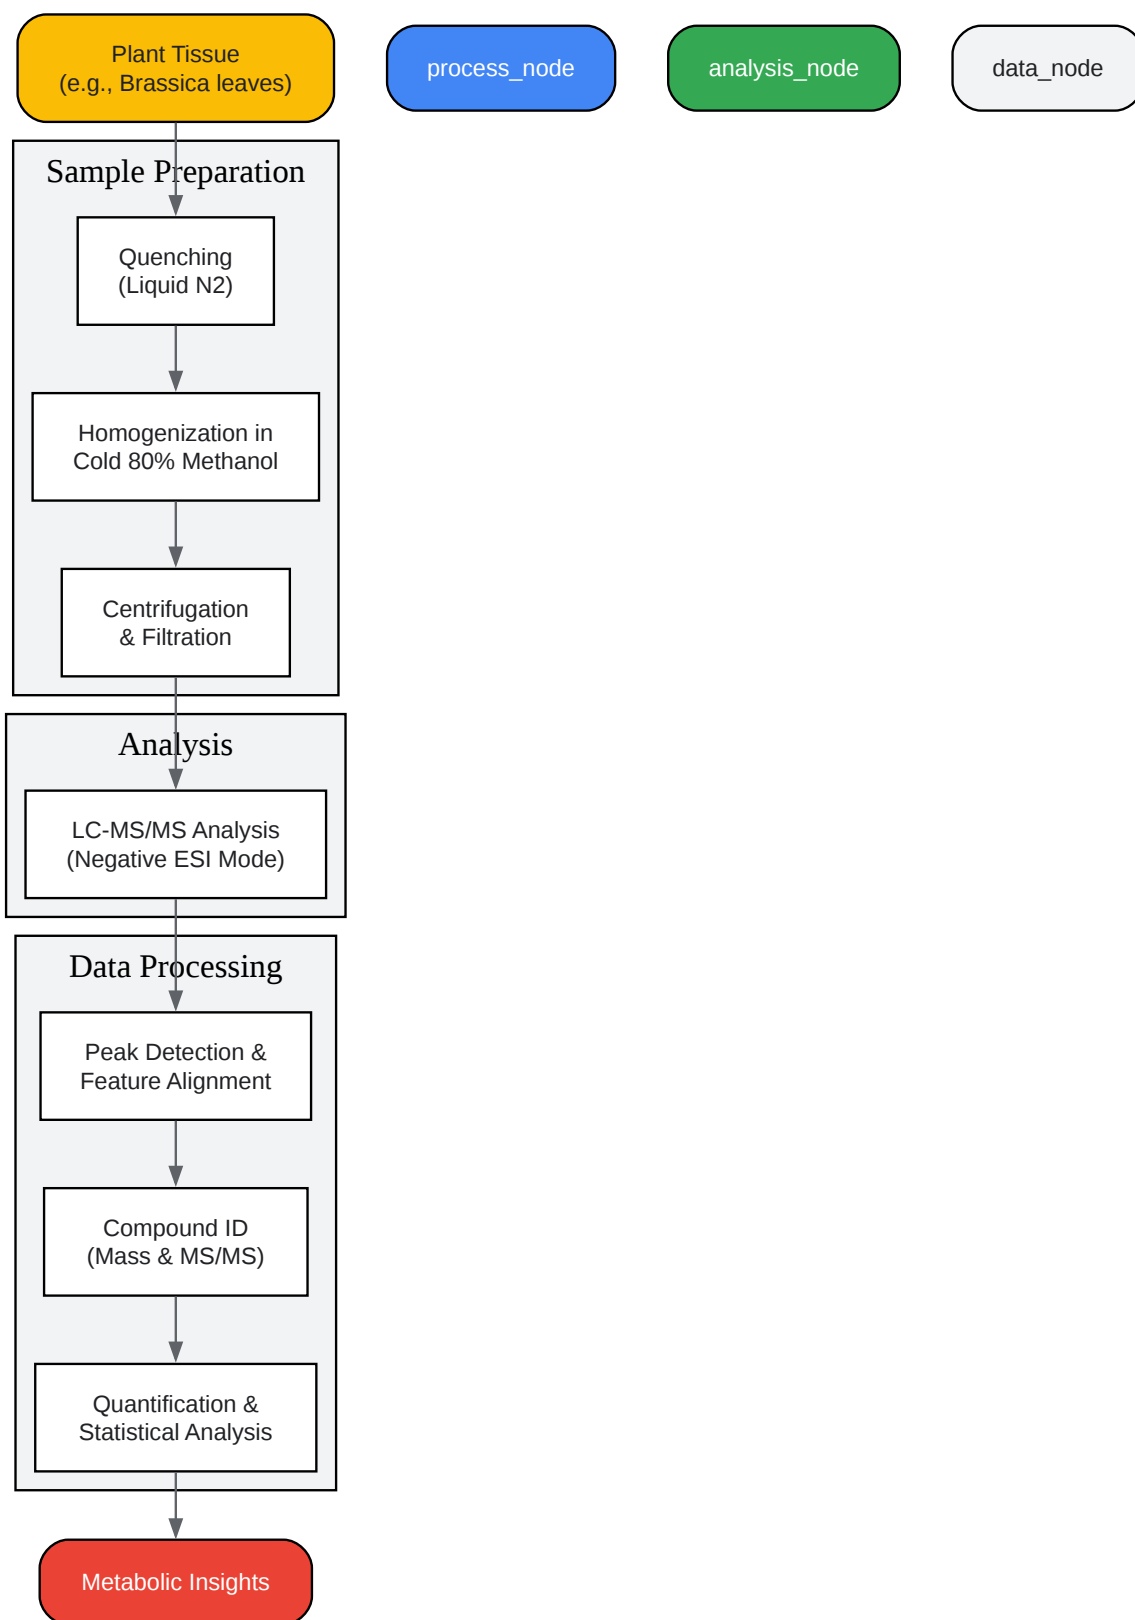 Plant Tissue
(e.g., Brassica leaves)
process_node
analysis_node
data_node
Sample Preparation
Quenching
(Liquid N2)
Homogenization in
Cold 80% Methanol
Centrifugation
& Filtration
Analysis
LC-MS/MS Analysis
(Negative ESI Mode)
Data Processing
Peak Detection &
Feature Alignment
Compound ID
(Mass & MS/MS)
Quantification &
Statistical Analysis
Metabolic Insights